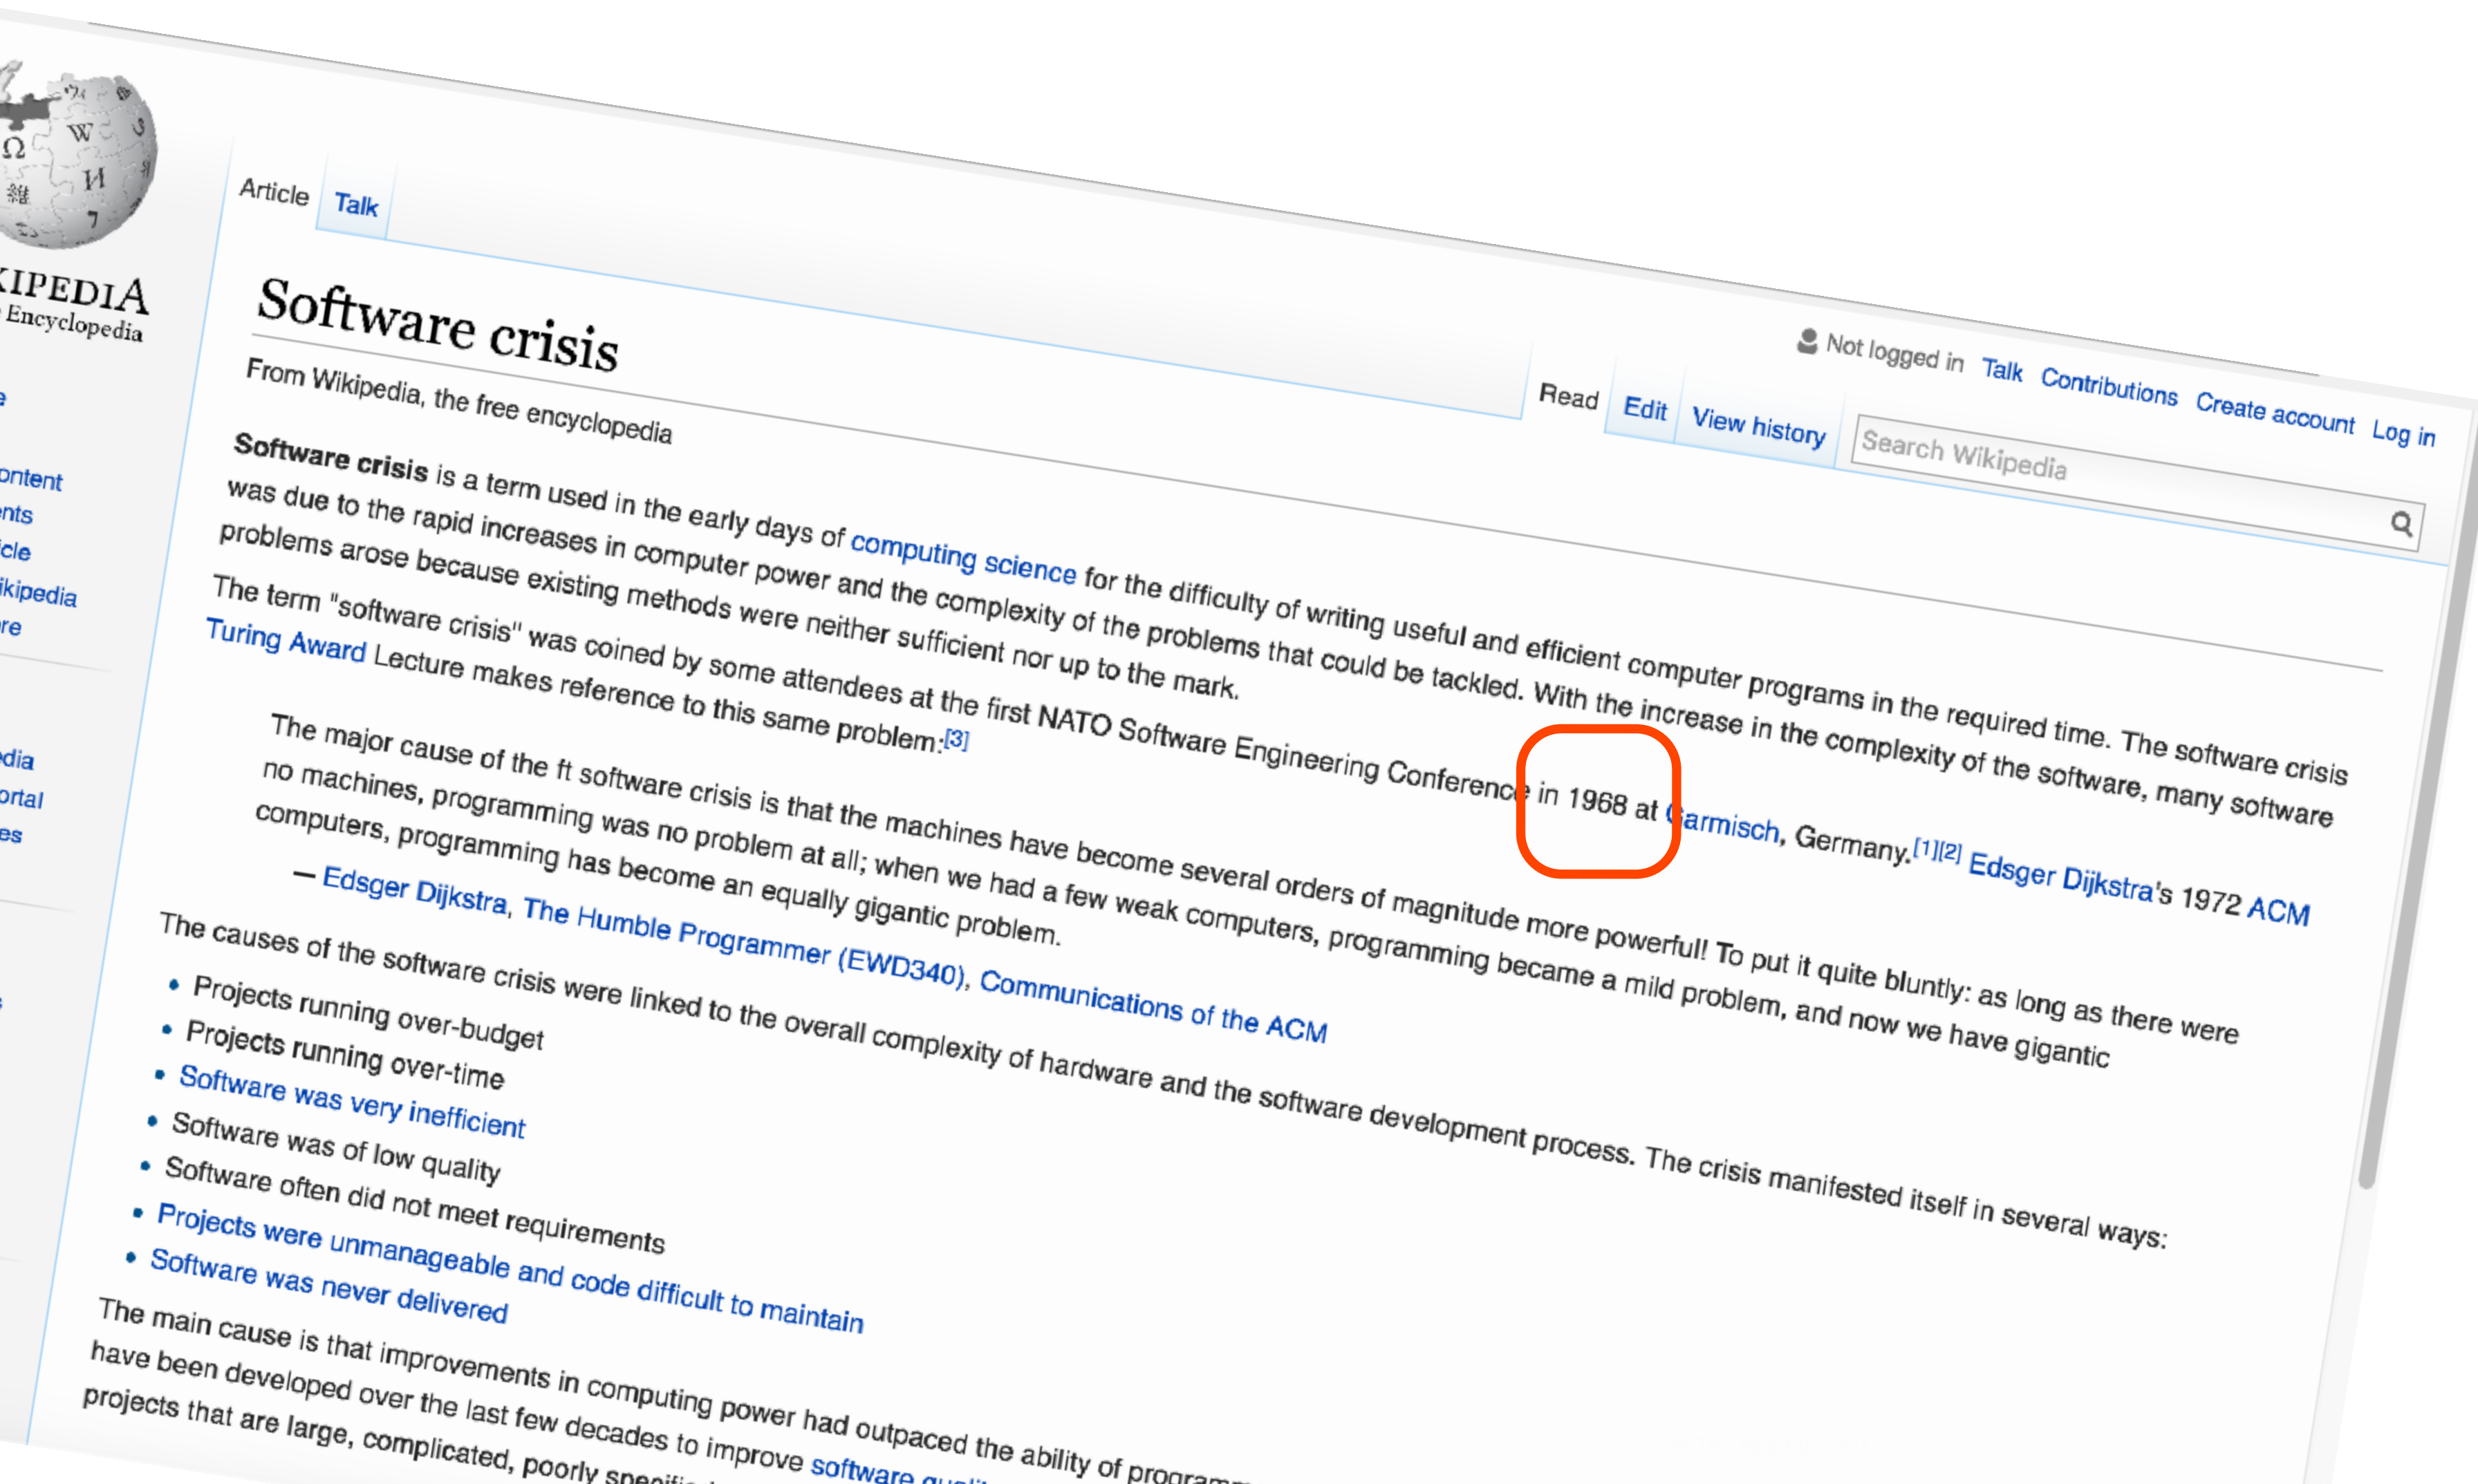 Not logged in Talk Contributions Create account Log in
Article Talk
Read Edit View history
Search Wikipedia
Encyclopedia
Software crisis
From Wikipedia, the free encyclopedia
Software crisis is a term used in the early days of computing science for the difficulty of writing useful and efficient computer programs in the required time. The software crisis
was due to the rapid increases in computer power and the complexity of the problems that could be tackled. With the increase in the complexity of the software, many software
problems arose because existing methods were neither sufficient nor up to the mark.
The term "software crisis" was coined by some attendees at the first NATO Software Engineering Conference in 1968 at Garmisch, Germany.[1][2] Edsger Dijkstra's 1972 ACM
Turing Award Lecture makes reference to this same problem:[3]
The major cause of the ft software crisis is that the machines have become several orders of magnitude more powerful! To put it quite bluntly: as long as there were
no machines, programming was no problem at all; when we had a few weak computers, programming became a mild problem, and now we have gigantic
computers, programming has become an equally gigantic problem.
— Edsger Dijkstra, The Humble Programmer (EWD340), Communications of the ACM
The causes of the software crisis were linked to the overall complexity of hardware and the software development process. The crisis manifested itself in several ways:
• Projects running over-budget
• Projects running over-time
• Software was very inefficient
• Software was of low quality
• Software often did not meet requirements
• Projects were unmanageable and code difficult to maintain
• Software was never delivered
The main cause is that improvements in computing power had outpaced the ability of
have been developed over the last few decades to improve software
projects that are large, complicated, poorly